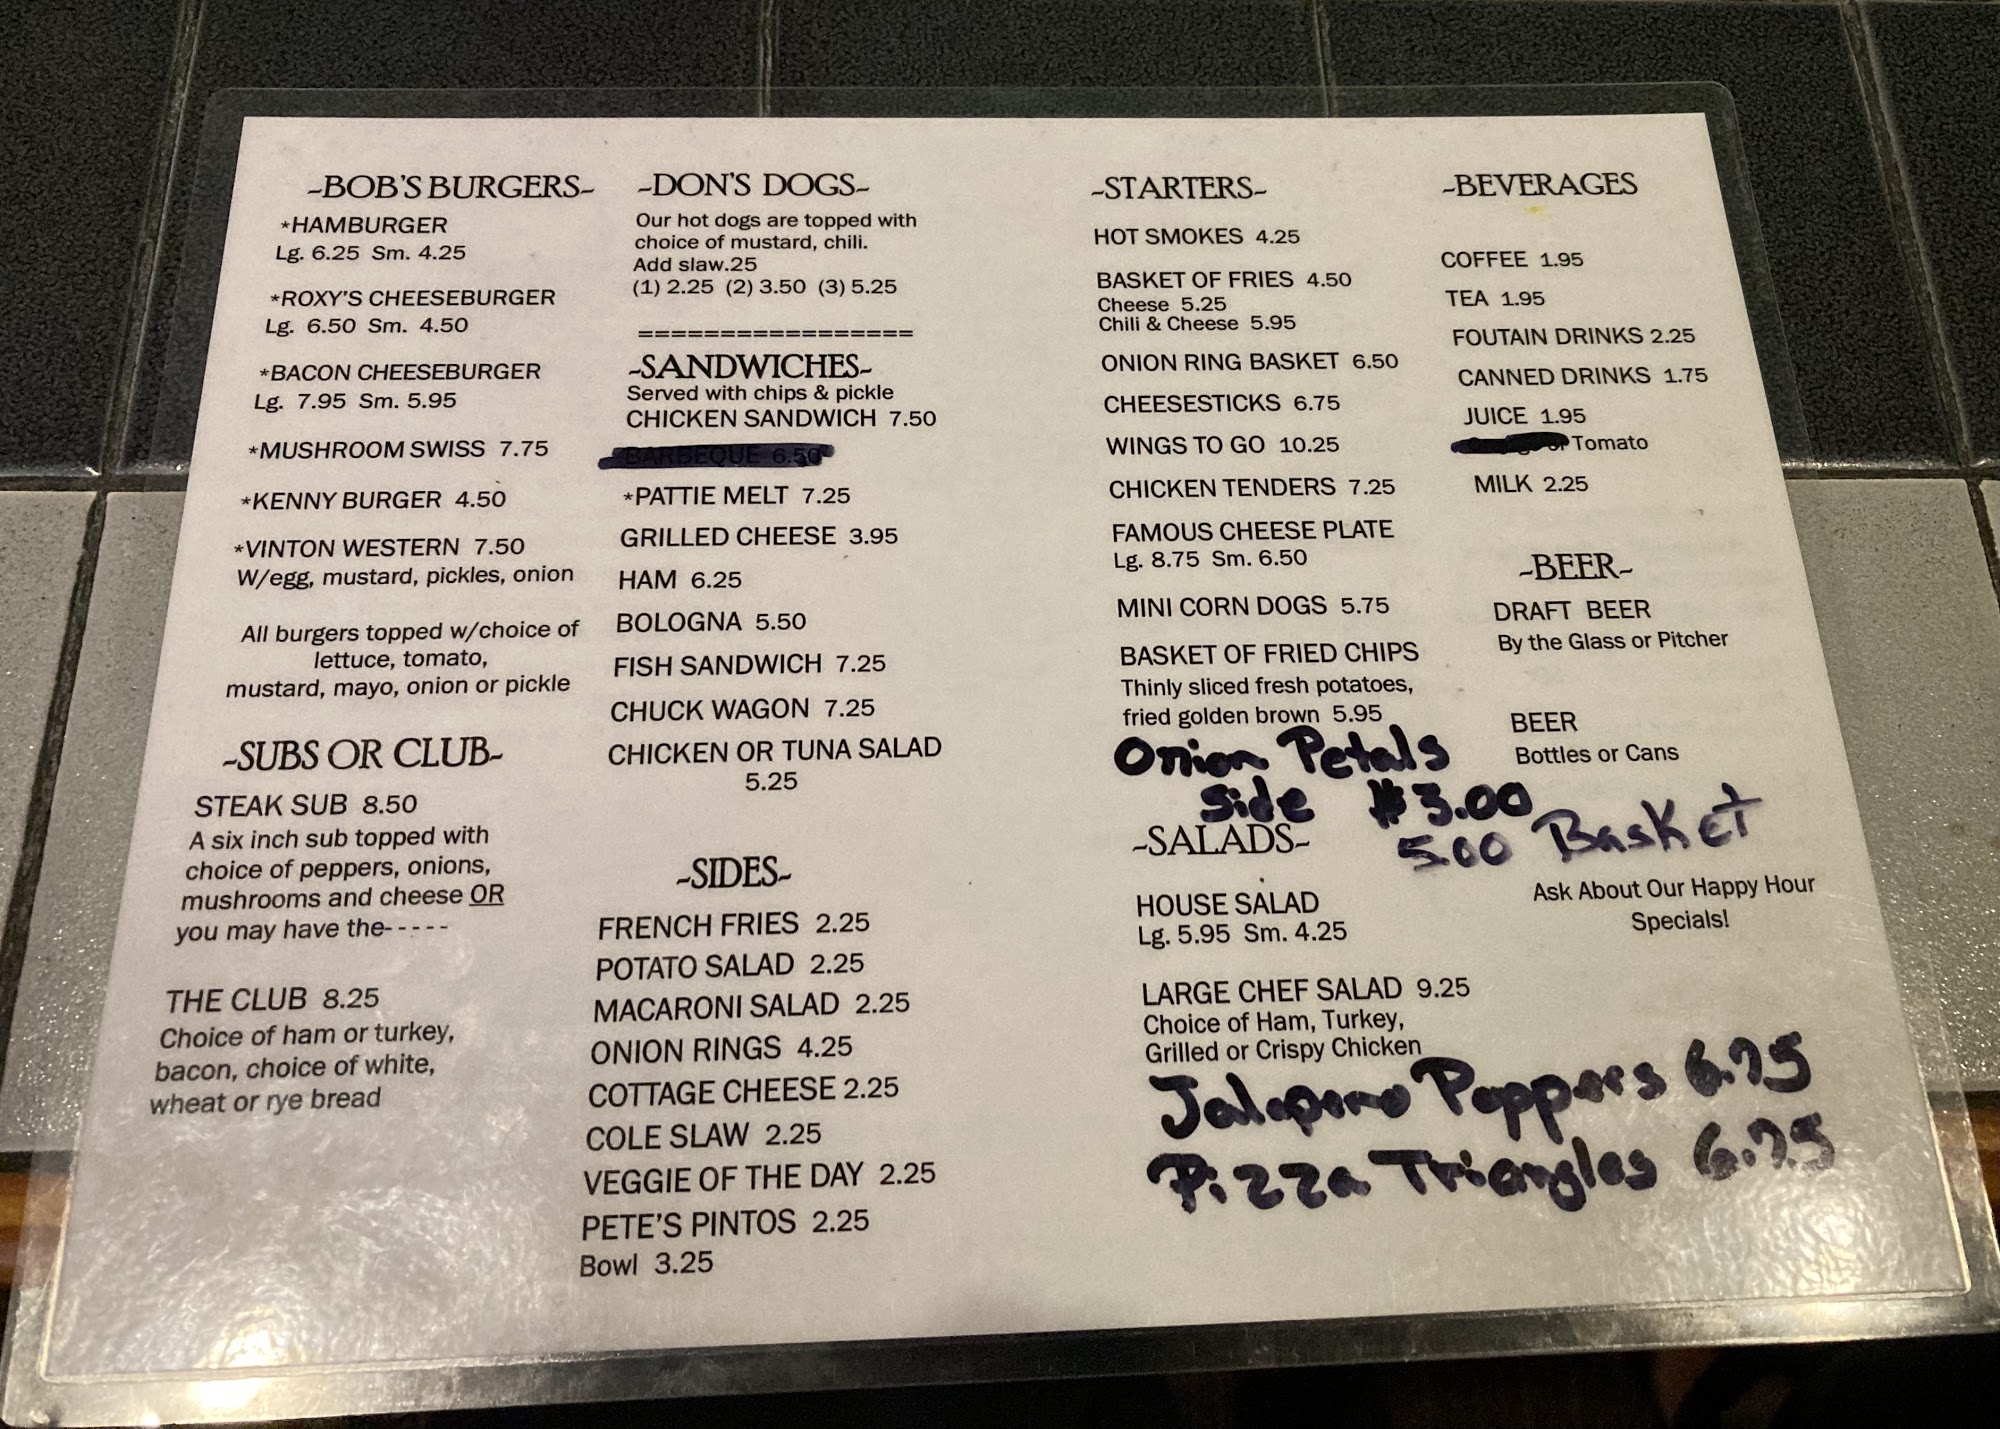 ~BOB'S BURGERS~
*HAMBURGER
Lg. 6.25 Sm. 4.25
*ROXY'S CHEESEBURGER
Lg. 6.50 Sm. 4.50
*BACON CHEESEBURGER
Lg. 7.95 Sm. 5.95
*MUSHROOM SWISS 7.75
*KENNY BURGER 4.50
*VINTON WESTERN 7.50
W/egg, mustard, pickles, onion
All burgers topped w/choice of
lettuce, tomato,
mustard, mayo, onion or pickle
~SUBS OR CLUB~
STEAK SUB 8.50
A six inch sub topped with
choice of peppers, onions,
mushrooms and cheese OR
you may have the-----
THE CLUB 8.25
Choice of ham or turkey,
bacon, choice of white,
wheat or rye bread
~DON'S DOGS~
Our hot dogs are topped with
choice of mustard, chili.
Add slaw.25
(1) 2.25 (2) 3.50 (3) 5.25
=================
~SANDWICHES~
Served with chips & pickle
CHICKEN SANDWICH 7.50
BARBEQUE 6.50
*PATTIE MELT 7.25
GRILLED CHEESE 3.95
HAM 6.25
BOLOGNA 5.50
FISH SANDWICH 7.25
CHUCK WAGON 7.25
CHICKEN OR TUNA SALAD
5.25
~SIDES~
FRENCH FRIES 2.25
POTATO SALAD 2.25
MACARONI SALAD 2.25
ONION RINGS 4.25
COTTAGE CHEESE 2.25
COLE SLAW 2.25
VEGGIE OF THE DAY 2.25
PETE'S PINTOS 2.25
Bowl 3.25
~STARTERS~
HOT SMOKES 4.25
BASKET OF FRIES 4.50
Cheese 5.25
Chili & Cheese 5.95
ONION RING BASKET 6.50
CHEESESTICKS 6.75
WINGS TO GO 10.25
CHICKEN TENDERS 7.25
FAMOUS CHEESE PLATE
Lg. 8.75 Sm. 6.50
MINI CORN DOGS 5.75
BASKET OF FRIED CHIPS
Thinly sliced fresh potatoes,
fried golden brown 5.95
Onion Petals
Side $3.00
5.00 Basket
~SALADS~
HOUSE SALAD
Lg. 5.95 Sm. 4.25
LARGE CHEF SALAD 9.25
Choice of Ham, Turkey,
Grilled or Crispy Chicken
Jalapeno Poppers 6.75
Pizza Triangles 6.75
~BEVERAGES
COFFEE 1.95
TEA 1.95
FOUTAIN DRINKS 2.25
CANNED DRINKS 1.75
JUICE 1.95
or Tomato
MILK 2.25
~BEER~
DRAFT BEER
By the Glass or Pitcher
BEER
Bottles or Cans
Ask About Our Happy Hour
Specials!